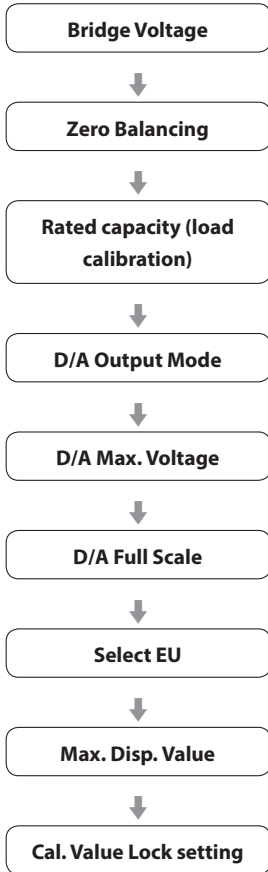 Bridge Voltage
Zero Balancing
Rated capacity (load
calibration)
D/A Output Mode
D/A Max. Voltage
D/A Full Scale
Select EU
Max. Disp. Value
Cal. Value Lock setting